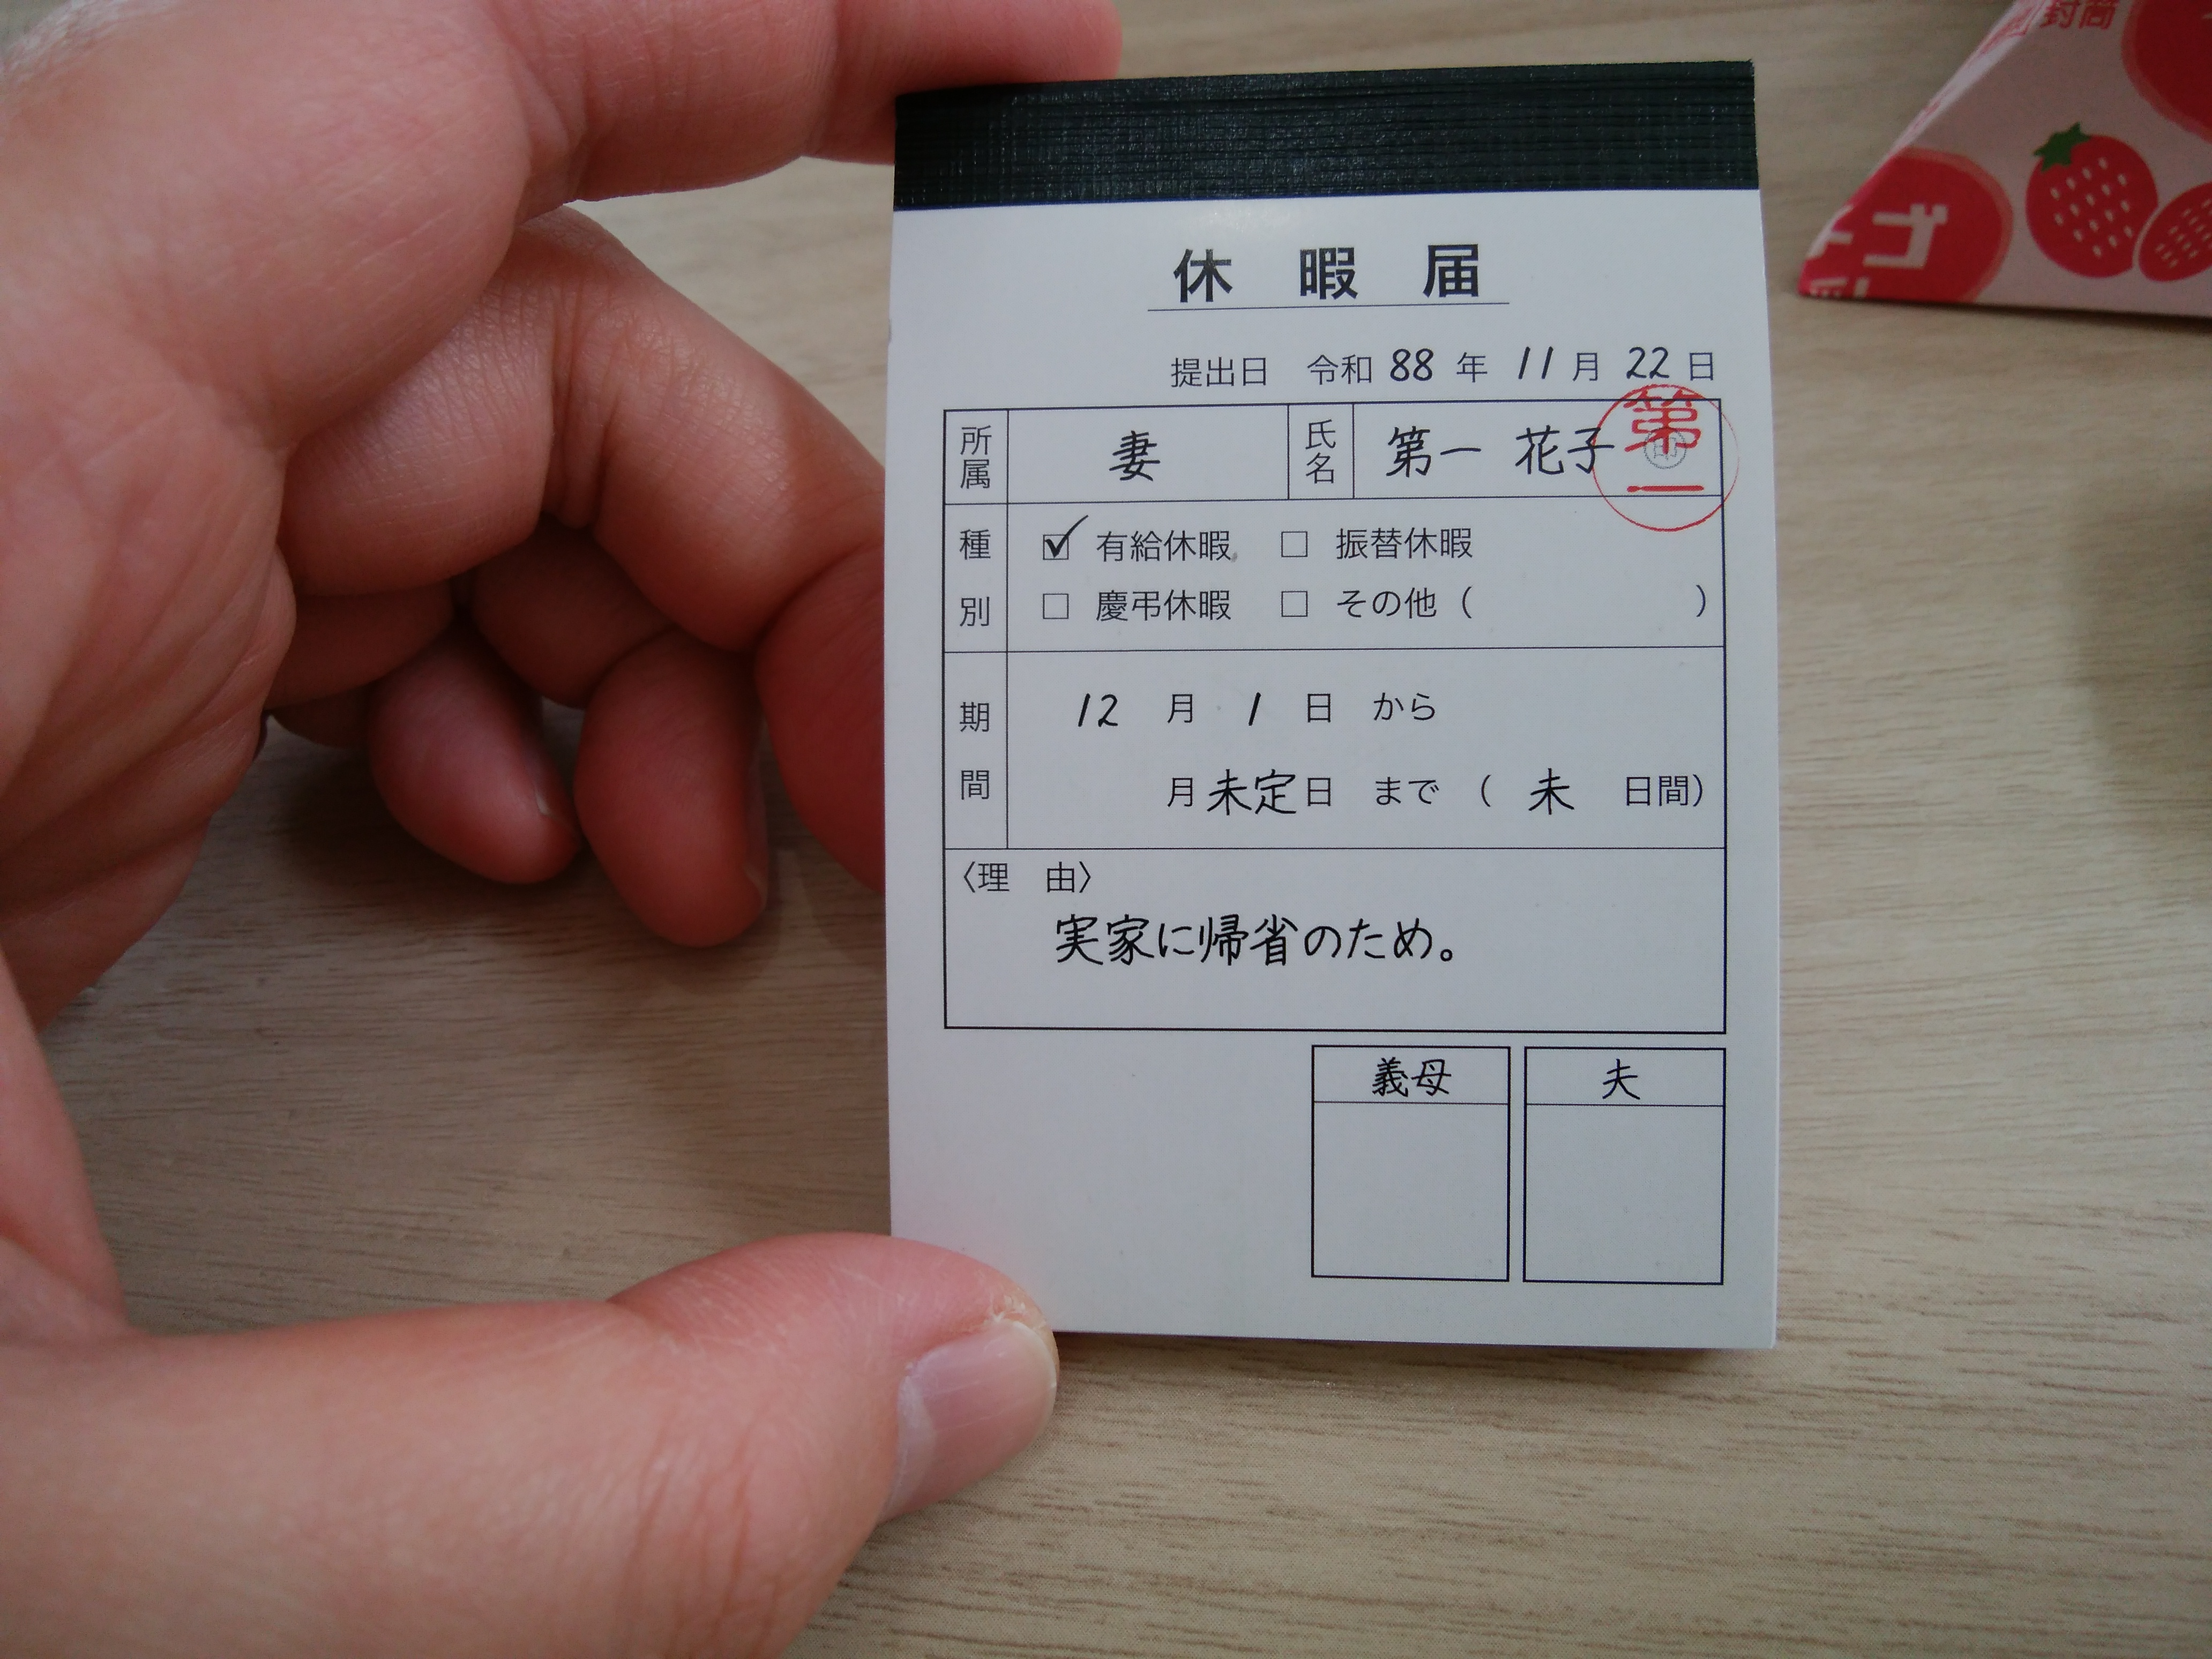 休暇届
提出日 令和 88 年 11 月 22 日
所属 妻 氏名 第一 花子 印
第一
種別 ☑ 有給休暇 □ 振替休暇
□ 慶弔休暇 □ その他 ( )
期間 12 月 1 日 から
月 未定 日 まで ( 未 日間)
〈理 由〉
実家に帰省のため。
義母 夫
封筒
ゴ